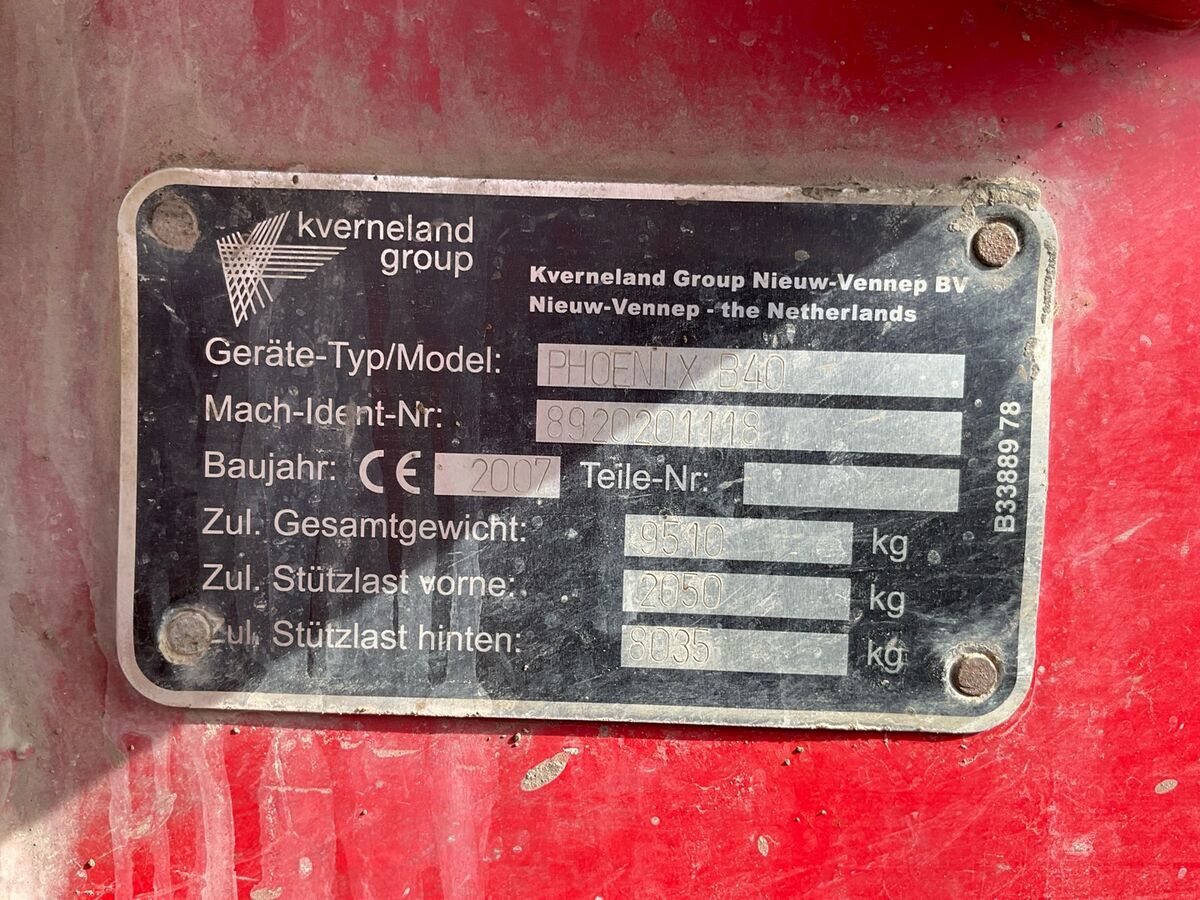 kverneland
group
Kverneland Group Nieuw-Vennep BV
Nieuw-Vennep - the Netherlands
Geräte-Typ/Model: PHOENIX B40
Mach-Ident-Nr: 8920201118
Baujahr: CE 2007 Teile-Nr:
Zul. Gesamtgewicht: 9510 kg
Zul. Stützlast vorne: 2050 kg
Zul. Stützlast hinten: 8035 kg
B33889 78